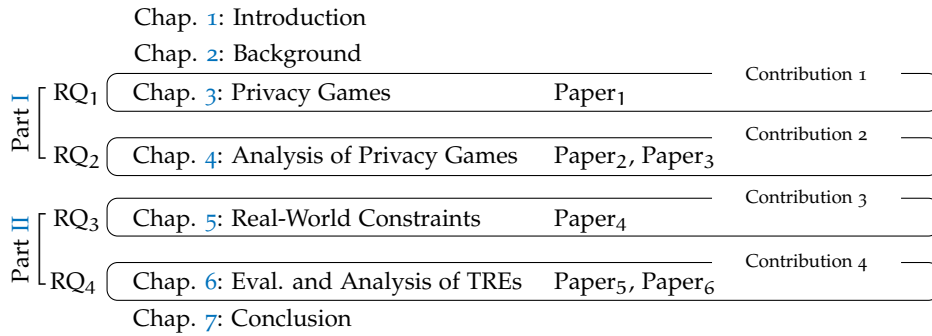 Chap. 1: Introduction
Chap. 2: Background
Contribution 1
Part I
RQ1 Chap. 3: Privacy Games Paper1
Contribution 2
RQ2 Chap. 4: Analysis of Privacy Games Paper2, Paper3
Contribution 3
Part II
RQ3 Chap. 5: Real-World Constraints Paper4
Contribution 4
RQ4 Chap. 6: Eval. and Analysis of TREs Paper5, Paper6
Chap. 7: Conclusion